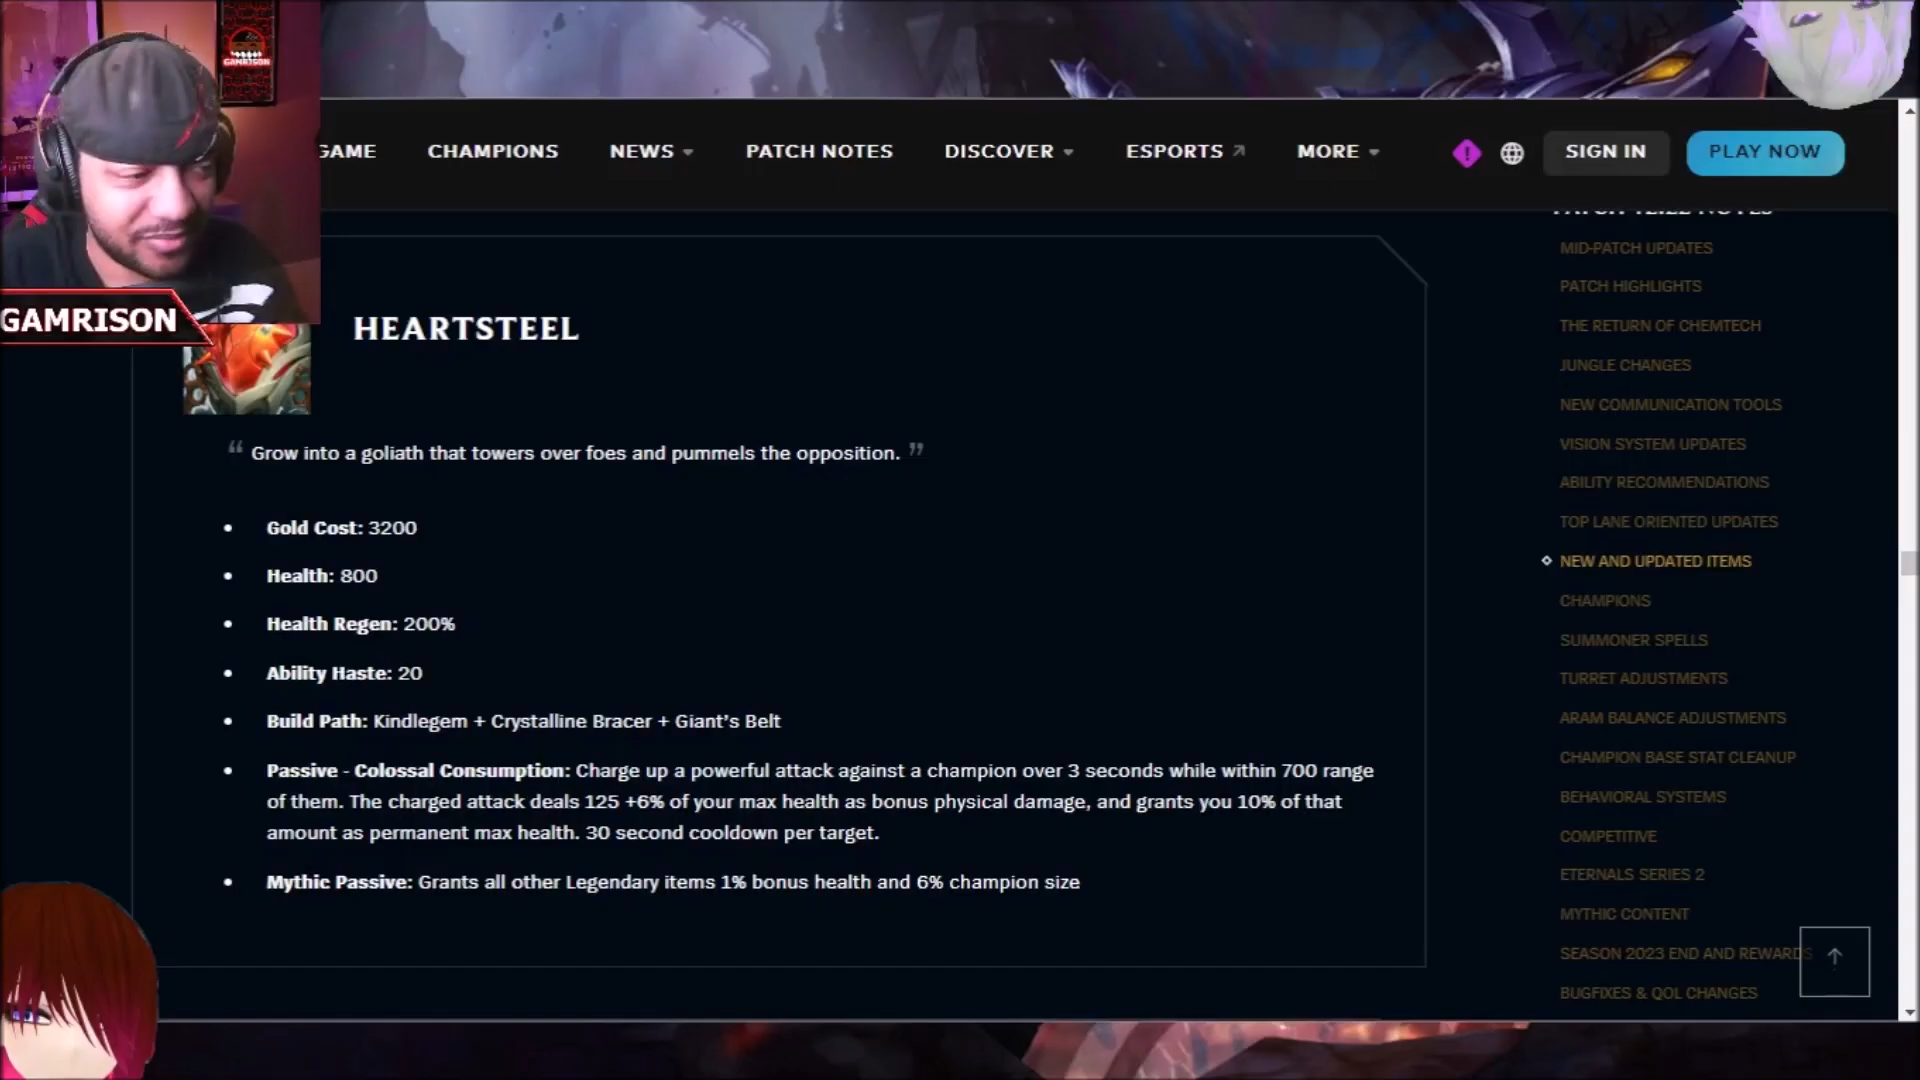 GAMRISON
GAME
CHAMPIONS
NEWS
PATCH NOTES
DISCOVER
ESPORTS
MORE
SIGN IN
PLAY NOW
GAMRISON
HEARTSTEEL
“ Grow into a goliath that towers over foes and pummels the opposition. ”
• Gold Cost: 3200
• Health: 800
• Health Regen: 200%
• Ability Haste: 20
• Build Path: Kindlegem + Crystalline Bracer + Giant's Belt
• Passive - Colossal Consumption: Charge up a powerful attack against a champion over 3 seconds while within 700 range
of them. The charged attack deals 125 +6% of your max health as bonus physical damage, and grants you 10% of that
amount as permanent max health. 30 second cooldown per target.
• Mythic Passive: Grants all other Legendary items 1% bonus health and 6% champion size
NOTES
MID-PATCH UPDATES
PATCH HIGHLIGHTS
THE RETURN OF CHEMTECH
JUNGLE CHANGES
NEW COMMUNICATION TOOLS
VISION SYSTEM UPDATES
ABILITY RECOMMENDATIONS
TOP LANE ORIENTED UPDATES
NEW AND UPDATED ITEMS
CHAMPIONS
SUMMONER SPELLS
TURRET ADJUSTMENTS
ARAM BALANCE ADJUSTMENTS
CHAMPION BASE STAT CLEANUP
BEHAVIORAL SYSTEMS
COMPETITIVE
ETERNALS SERIES 2
MYTHIC CONTENT
SEASON 2023 END AND REWARDS
BUGFIXES & QOL CHANGES